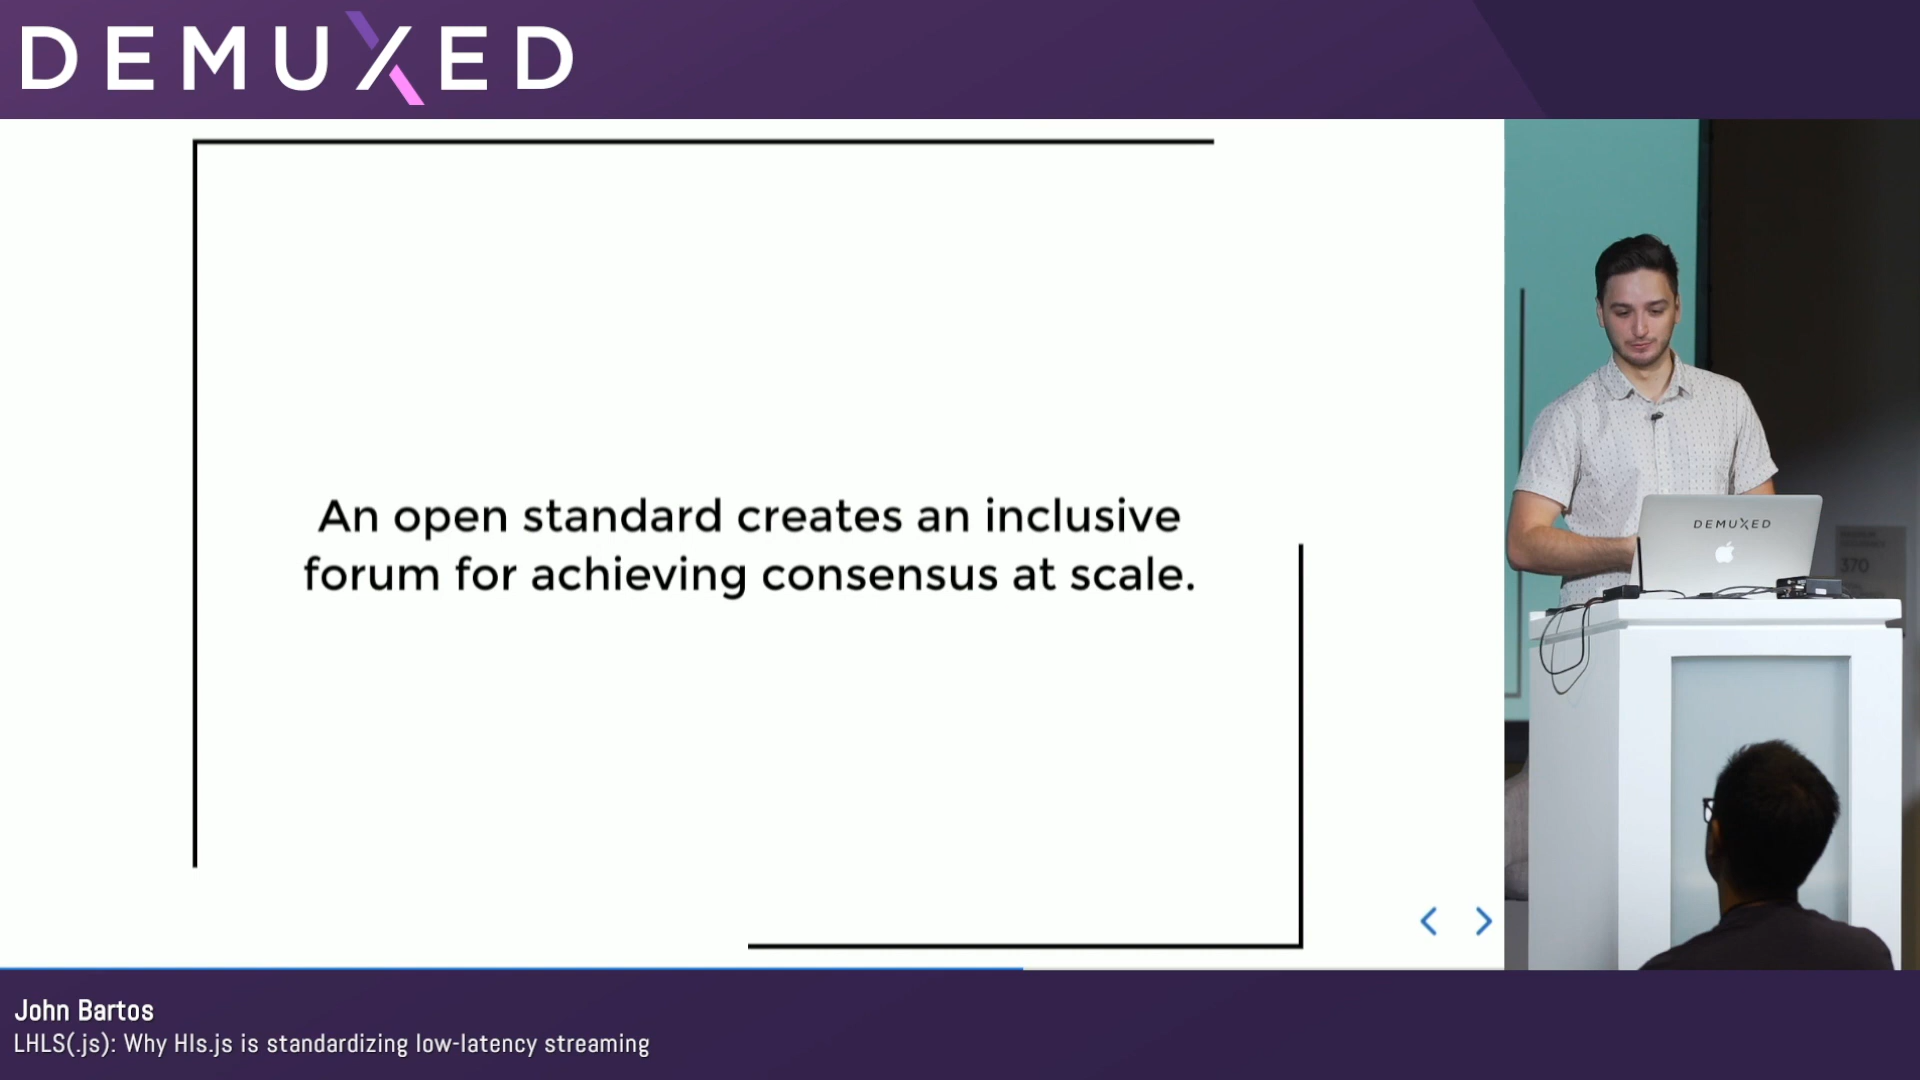 DEMUXED
An open standard creates an inclusive
forum for achieving consensus at scale.
DEMUXED
370
John Bartos
LHLS(.js): Why Hls.js is standardizing low-latency streaming